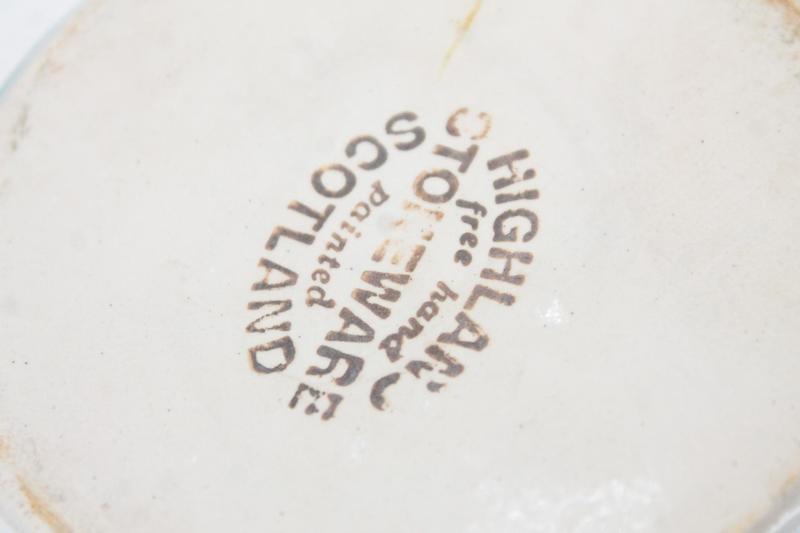 HIGHLAND
free hand
STONEWARE
painted
SCOTLAND